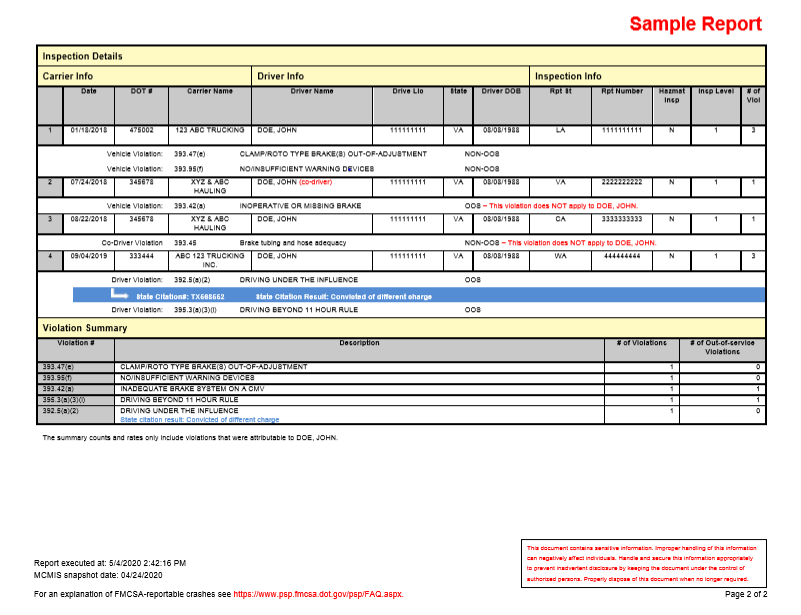 Sample Report
Inspection Details
Carrier Info Driver Info Inspection Info
Date DOT # Carrier Name Driver Name Drive Lic State Driver DOB Rpt St Rpt Number Hazmat Insp Insp Level # of Viol
1 01/18/2018 475002 123 ABC TRUCKING DOE, JOHN 111111111 VA 08/08/1988 LA 1111111111 N 1 3
Vehicle Violation: 393.47(e) CLAMP/ROTO TYPE BRAKE(S) OUT-OF-ADJUSTMENT NON-OOS
Vehicle Violation: 393.95(f) NO/INSUFFICIENT WARNING DEVICES NON-OOS
2 07/24/2018 345678 XYZ & ABC HAULING DOE, JOHN (co-driver) 111111111 VA 08/08/1988 VA 2222222222 N 1 1
Vehicle Violation: 393.42(a) INOPERATIVE OR MISSING BRAKE OOS – This violation does NOT apply to DOE, JOHN.
3 08/22/2018 345678 XYZ & ABC HAULING DOE, JOHN 111111111 VA 08/08/1988 CA 3333333333 N 1 1
Co-Driver Violation 393.45 Brake tubing and hose adequacy NON-OOS – This violation does NOT apply to DOE, JOHN.
4 09/04/2019 333444 ABC 123 TRUCKING INC. DOE, JOHN 111111111 VA 08/08/1988 WA 444444444 N 1 3
Driver Violation: 392.5(a)(2) DRIVING UNDER THE INFLUENCE OOS
State Citation#: TX568552 State Citation Result: Convicted of different charge
Driver Violation: 395.3(a)(3)(i) DRIVING BEYOND 11 HOUR RULE OOS
Violation Summary
Violation # Description # of Violations # of Out-of-service Violations
393.47(e) CLAMP/ROTO TYPE BRAKE(S) OUT-OF-ADJUSTMENT 1 0
393.95(f) NO/INSUFFICIENT WARNING DEVICES 1 0
393.42(a) INADEQUATE BRAKE SYSTEM ON A CMV 1 1
395.3(a)(3)(i) DRIVING BEYOND 11 HOUR RULE 1 1
392.5(a)(2) DRIVING UNDER THE INFLUENCE 1 0
State citation result: Convicted of different charge
The summary counts and rates only include violations that were attributable to DOE, JOHN.
This document contains sensitive information. Improper handling of this information
can negatively affect individuals. Handle and secure this information appropriately
to prevent inadvertent disclosure by keeping the document under the control of
authorized persons. Properly dispose of this document when no longer required.
Report executed at: 5/4/2020 2:42:16 PM
MCMIS snapshot date: 04/24/2020
For an explanation of FMCSA-reportable crashes see https://www.psp.fmcsa.dot.gov/psp/FAQ.aspx. Page 2 of 2